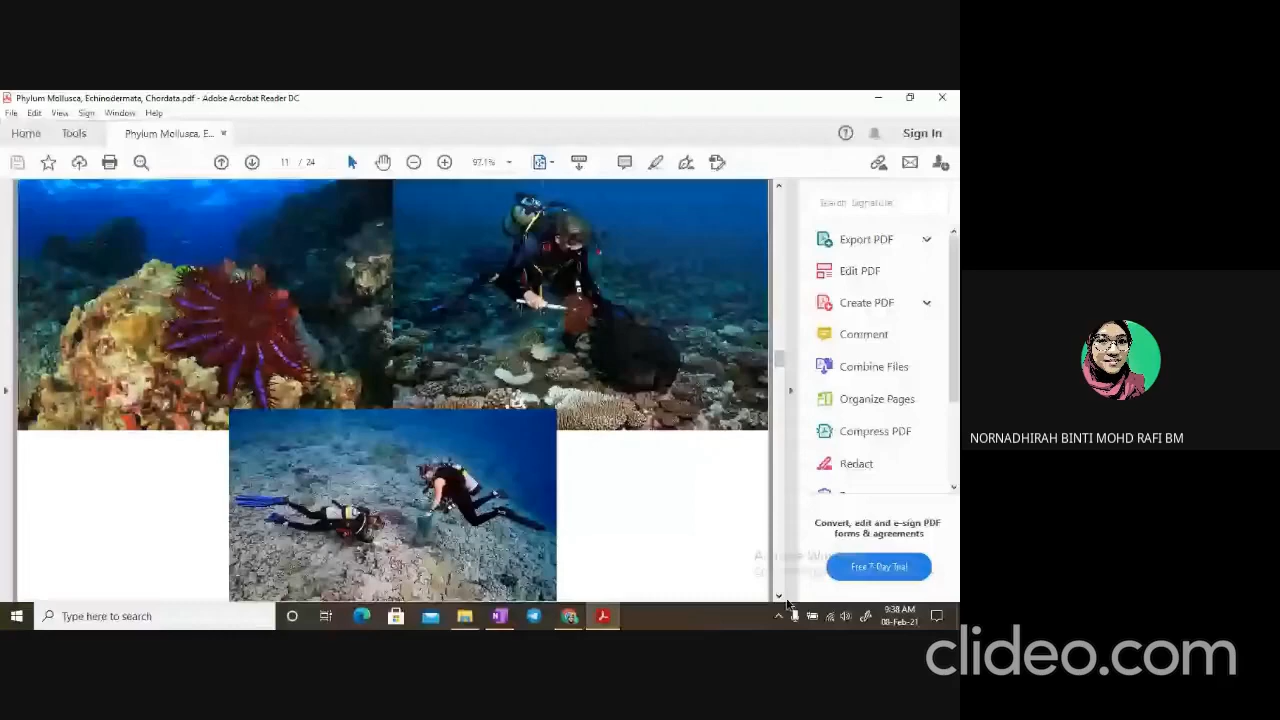 Phylum Mollusca, Echinodermata, Chordata.pdf - Adobe Acrobat Reader DC
File Edit View Sign Window Help
Home Tools Phylum Mollusca, E... × Sign In
11 / 24 97.1%
Export PDF
Edit PDF
Create PDF
Comment
Combine Files
Organize Pages
Compress PDF
Redact
Convert, edit and e-sign PDF
forms & agreements
Free 7-Day Trial
NORNADHIRAH BINTI MOHD RAFI BM
Type here to search
9:38 AM
08-Feb-21
clideo.com